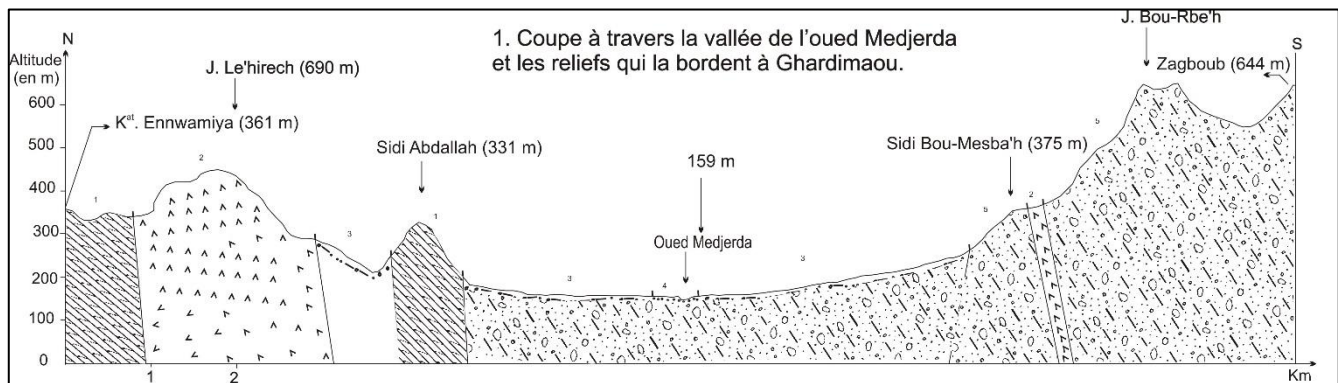 J. Bou-Rbe'h
N
1. Coupe à travers la vallée de l'oued Medjerda
et les reliefs qui la bordent à Ghardimaou.
S
Altitude
(en m)
J. Le'hirech (690 m)
Zagboub (644 m)
600
Kat. Ennwamiya (361 m)
500
Sidi Abdallah (331 m)
159 m
Sidi Bou-Mesba'h (375 m)
400
300
200
100
0
Oued Medjerda
1
2
3
1
3
4
3
5
2
5
1
2
Km